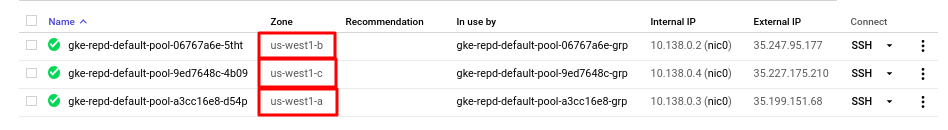 Name Zone Recommendation In use by Internal IP External IP Connect
gke-repd-default-pool-06767a6e-5tht us-west1-b gke-repd-default-pool-06767a6e-grp 10.138.0.2 (nic0) 35.247.95.177 SSH
gke-repd-default-pool-9ed7648c-4b09 us-west1-c gke-repd-default-pool-9ed7648c-grp 10.138.0.4 (nic0) 35.227.175.210 SSH
gke-repd-default-pool-a3cc16e8-d54p us-west1-a gke-repd-default-pool-a3cc16e8-grp 10.138.0.3 (nic0) 35.199.151.68 SSH